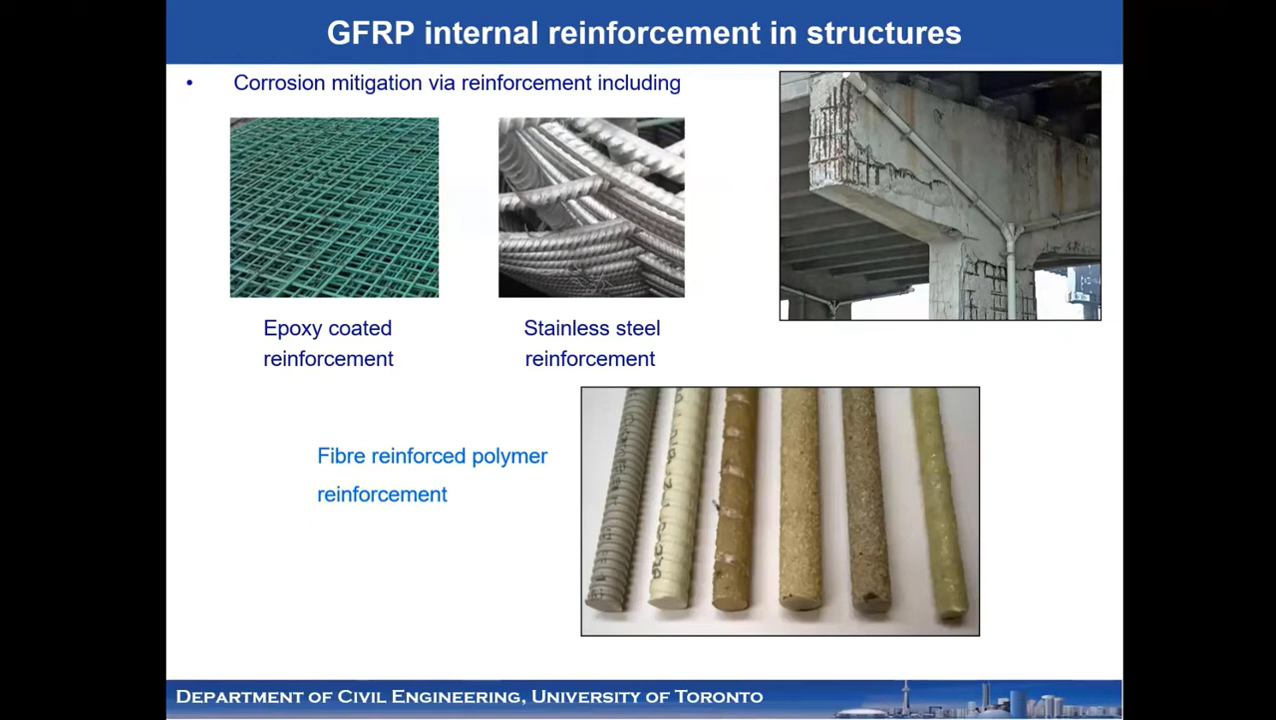 GFRP internal reinforcement in structures
• Corrosion mitigation via reinforcement including
Epoxy coated
reinforcement
Stainless steel
reinforcement
Fibre reinforced polymer
reinforcement
DEPARTMENT OF CIVIL ENGINEERING, UNIVERSITY OF TORONTO